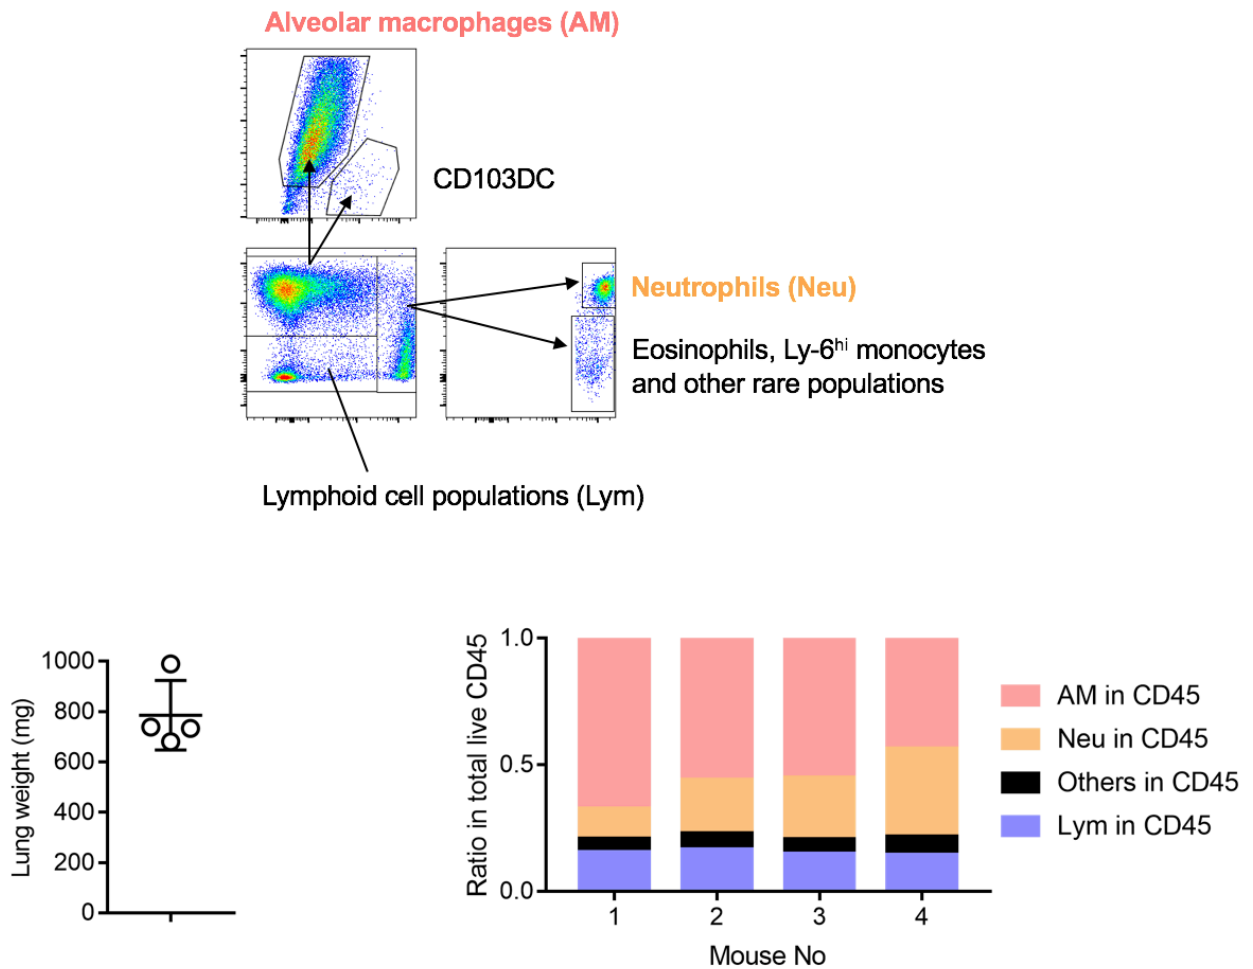 Alveolar macrophages (AM)
CD103DC
Neutrophils (Neu)
Eosinophils, Ly-6hi monocytes
and other rare populations
Lymphoid cell populations (Lym)
Lung weight (mg)
1000
800
600
400
200
0
Ratio in total live CD45
1.0
0.5
0.0
1 2 3 4
Mouse No
AM in CD45
Neu in CD45
Others in CD45
Lym in CD45